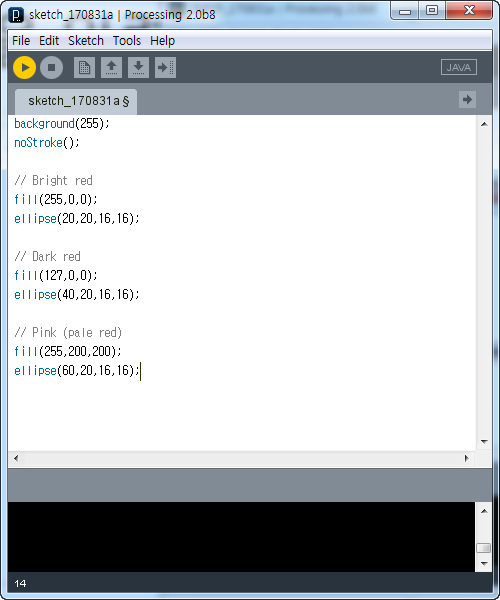 sketch_170831a | Processing 2.0b8
File Edit Sketch Tools Help
JAVA
sketch_170831a §
background(255);
noStroke();
// Bright red
fill(255,0,0);
ellipse(20,20,16,16);
// Dark red
fill(127,0,0);
ellipse(40,20,16,16);
// Pink (pale red)
fill(255,200,200);
ellipse(60,20,16,16);
14